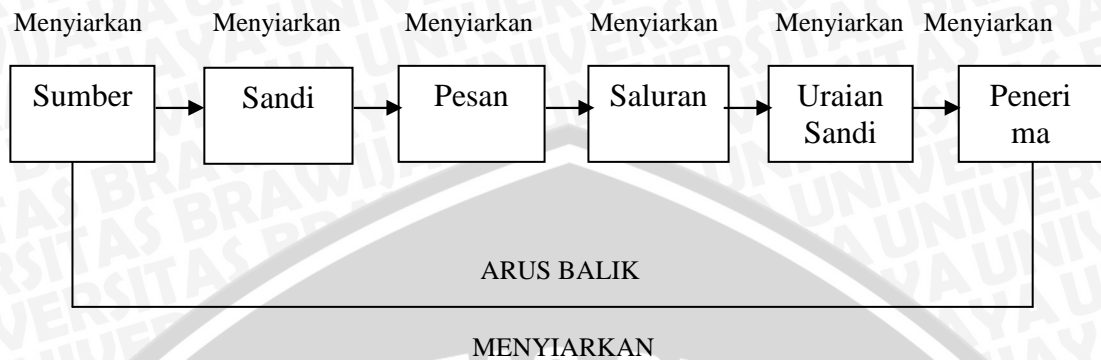 Menyiarkan Menyiarkan Menyiarkan Menyiarkan Menyiarkan Menyiarkan
Sumber Sandi Pesan Saluran Uraian Peneri
Sandi ma
ARUS BALIK
MENYIARKAN